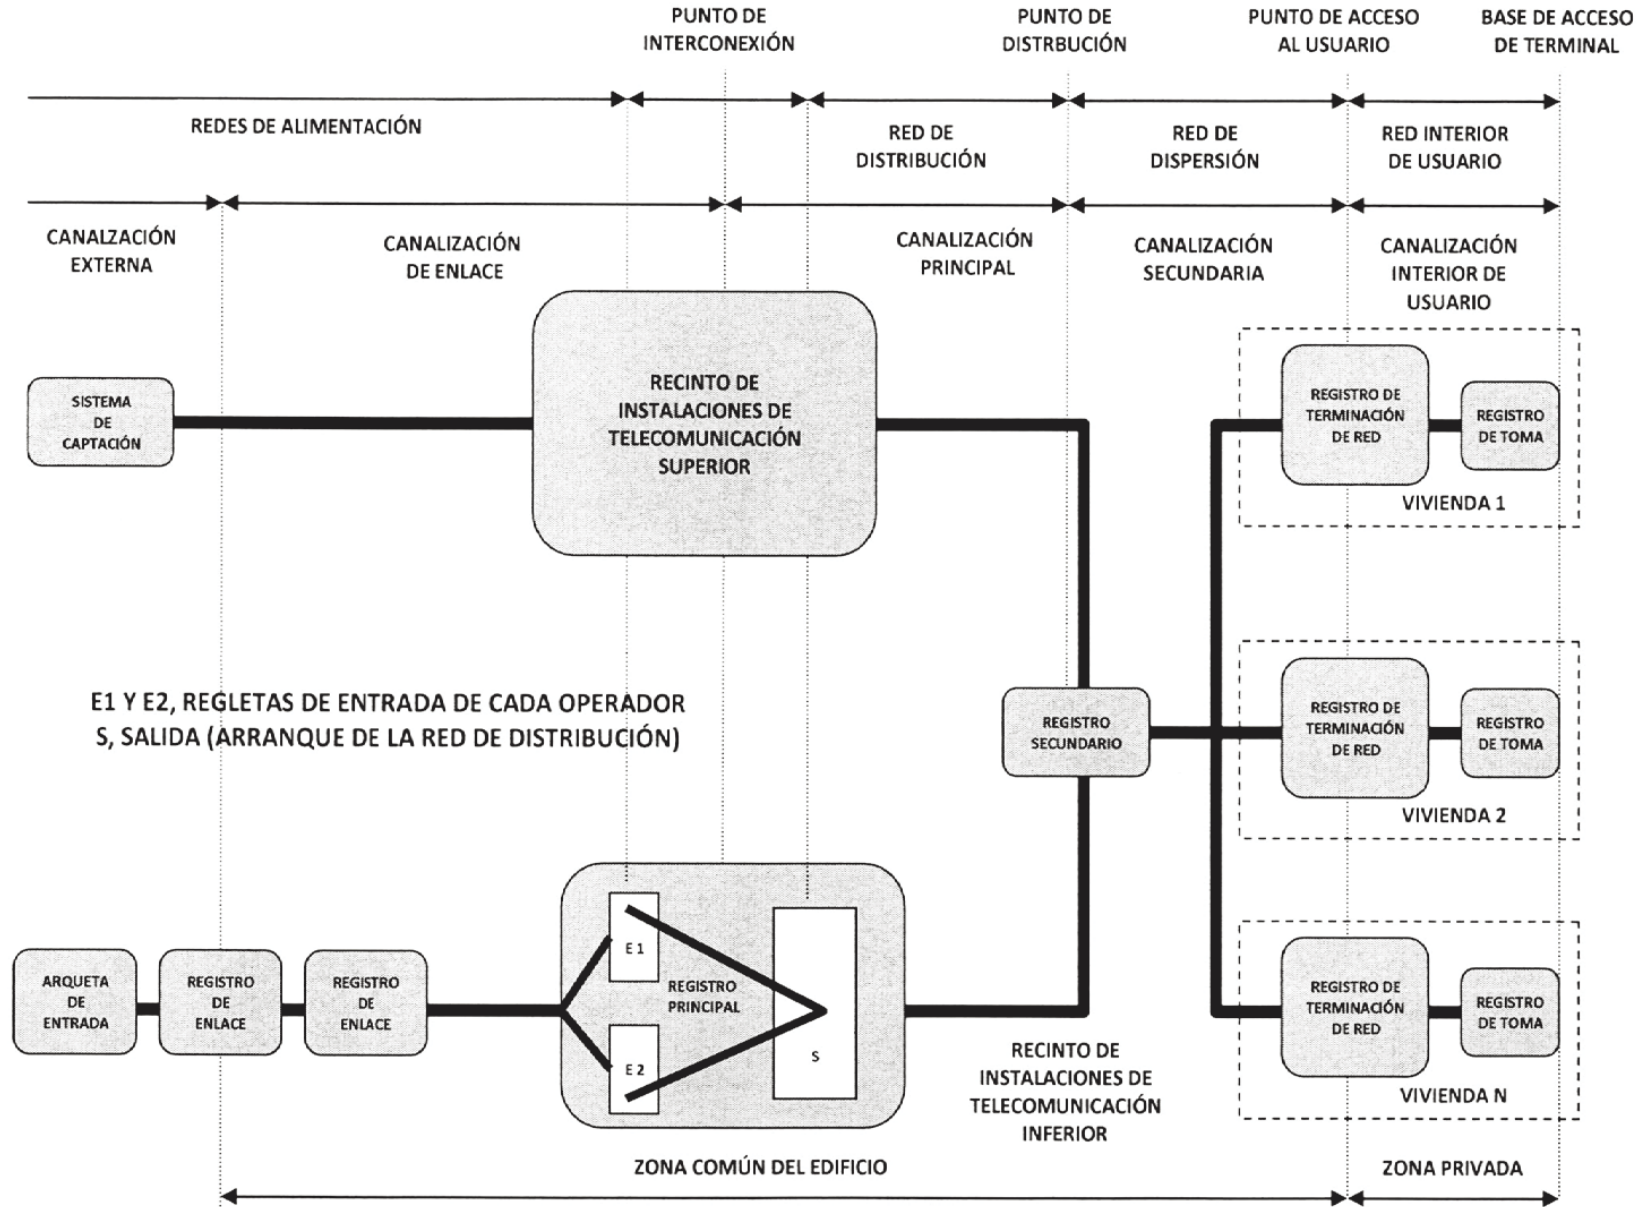 PUNTO DE
INTERCONEXIÓN
PUNTO DE
DISTRBUCIÓN
PUNTO DE ACCESO
AL USUARIO
BASE DE ACCESO
DE TERMINAL
REDES DE ALIMENTACIÓN
RED DE
DISTRIBUCIÓN
RED DE
DISPERSIÓN
RED INTERIOR
DE USUARIO
CANALZACIÓN
EXTERNA
CANALIZACIÓN
DE ENLACE
CANALIZACIÓN
PRINCIPAL
CANALIZACIÓN
SECUNDARIA
CANALIZACIÓN
INTERIOR DE
USUARIO
SISTEMA
DE
CAPTACIÓN
RECINTO DE
INSTALACIONES DE
TELECOMUNICACIÓN
SUPERIOR
REGISTRO DE
TERMINACIÓN
DE RED
REGISTRO
DE TOMA
VIVIENDA 1
E1 Y E2, REGLETAS DE ENTRADA DE CADA OPERADOR
S, SALIDA (ARRANQUE DE LA RED DE DISTRIBUCIÓN)
REGISTRO
SECUNDARIO
REGISTRO DE
TERMINACIÓN
DE RED
REGISTRO
DE TOMA
VIVIENDA 2
ARQUETA
DE
ENTRADA
REGISTRO
DE
ENLACE
REGISTRO
DE
ENLACE
E 1
REGISTRO
PRINCIPAL
E 2
S
RECINTO DE
INSTALACIONES DE
TELECOMUNICACIÓN
INFERIOR
REGISTRO DE
TERMINACIÓN
DE RED
REGISTRO
DE TOMA
VIVIENDA N
ZONA COMÚN DEL EDIFICIO
ZONA PRIVADA